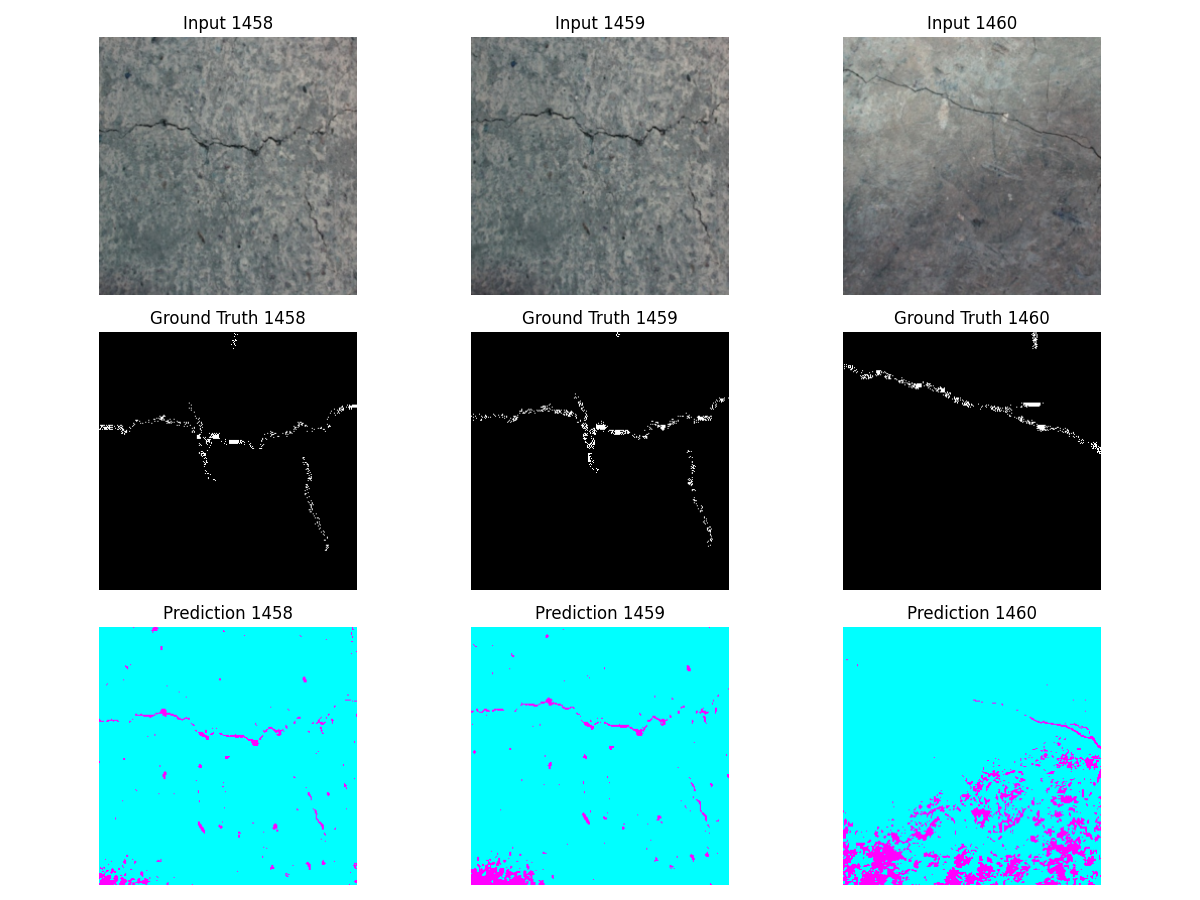 Input 1458
Input 1459
Input 1460
Ground Truth 1458
Ground Truth 1459
Ground Truth 1460
Prediction 1458
Prediction 1459
Prediction 1460